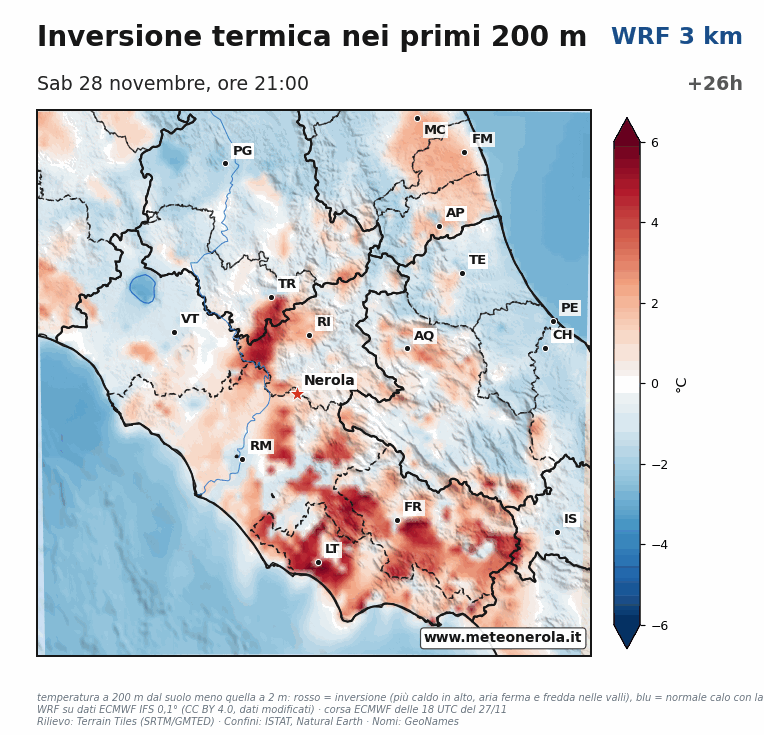 Inversione termica nei primi 200 m
WRF 3 km
Sab 28 novembre, ore 21:00
+26h
MC
FM
PG
AP
TE
TR
PE
VT
RI
AQ
CH
Nerola
RM
FR
IS
LT
www.meteonerola.it
6
4
2
0
−2
−4
−6
°C
temperatura a 200 m dal suolo meno quella a 2 m: rosso = inversione (più caldo in alto, aria ferma e fredda nelle valli), blu = normale calo con la
WRF su dati ECMWF IFS 0,1° (CC BY 4.0, dati modificati) · corsa ECMWF delle 18 UTC del 27/11
Rilievo: Terrain Tiles (SRTM/GMTED) · Confini: ISTAT, Natural Earth · Nomi: GeoNames